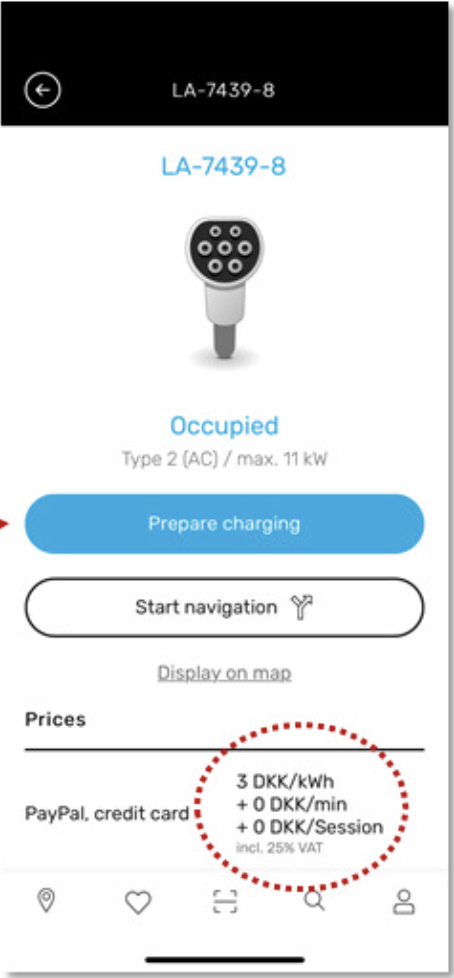 LA-7439-8
LA-7439-8
Occupied
Type 2 (AC) / max. 11 kW
Prepare charging
Start navigation
Display on map
Prices
PayPal, credit card
3 DKK/kWh
+ 0 DKK/min
+ 0 DKK/Session
incl. 25% VAT